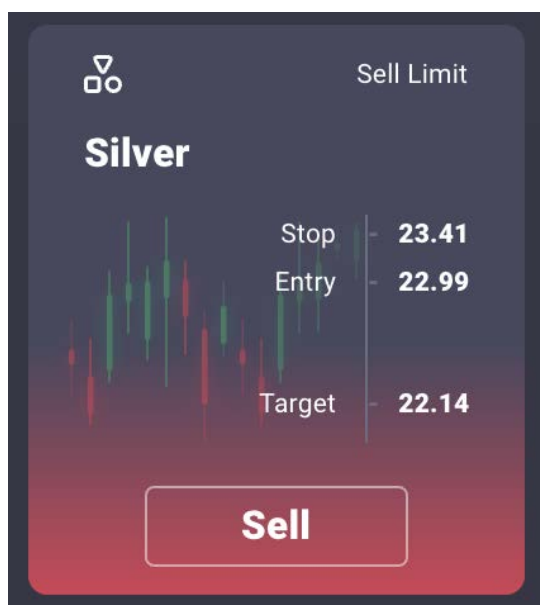 Sell Limit
Silver
Stop 23.41
Entry 22.99
Target 22.14
Sell